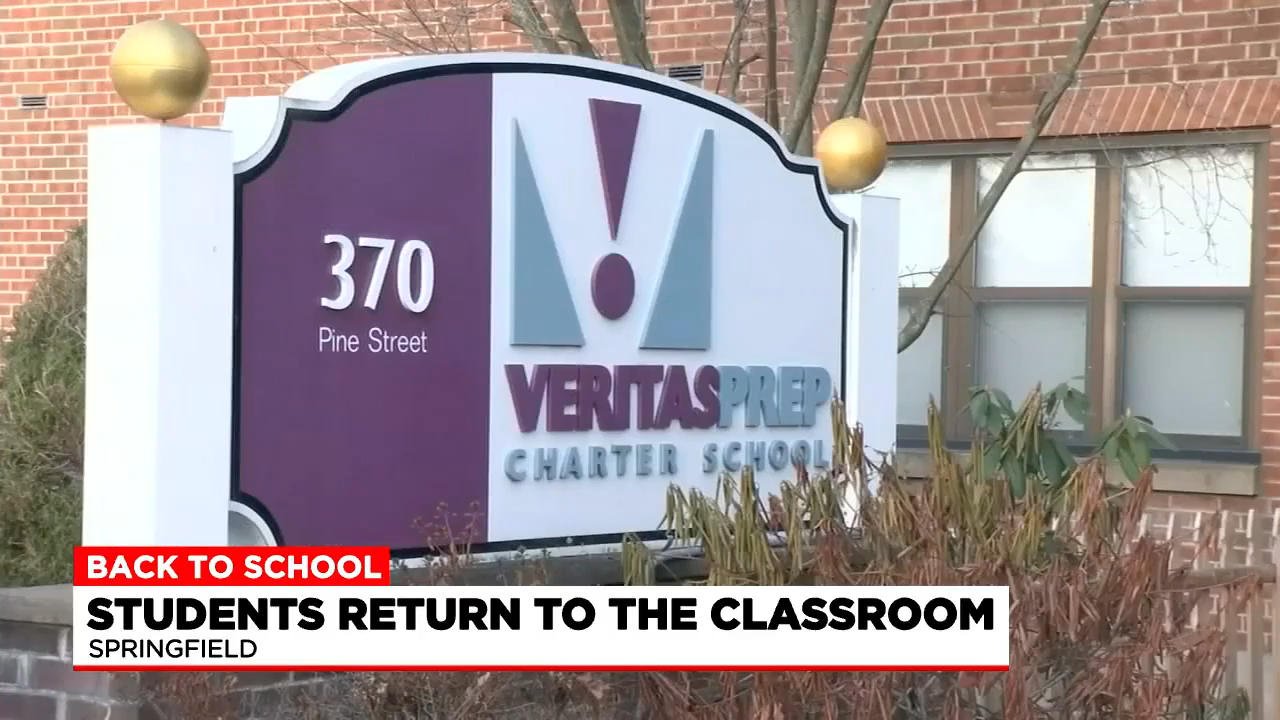 370
Pine Street
VERITASPREP
CHARTER SCHOOL
BACK TO SCHOOL
STUDENTS RETURN TO THE CLASSROOM
SPRINGFIELD